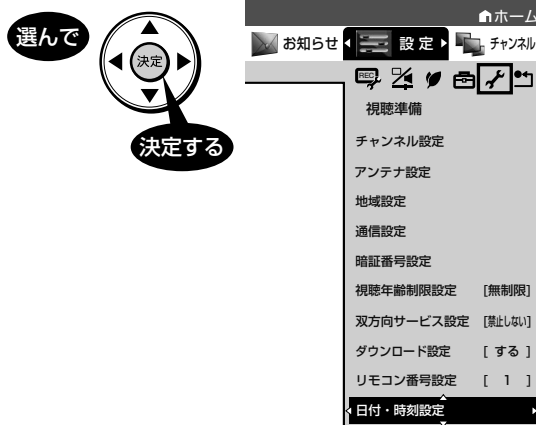 選んで
決定
決定する
ホーム
お知らせ
設定
チャンネル
REC
視聴準備
チャンネル設定
アンテナ設定
地域設定
通信設定
暗証番号設定
視聴年齢制限設定 [無制限]
双方向サービス設定 [禁止しない]
ダウンロード設定 [ する ]
リモコン番号設定 [ 1 ]
日付・時刻設定